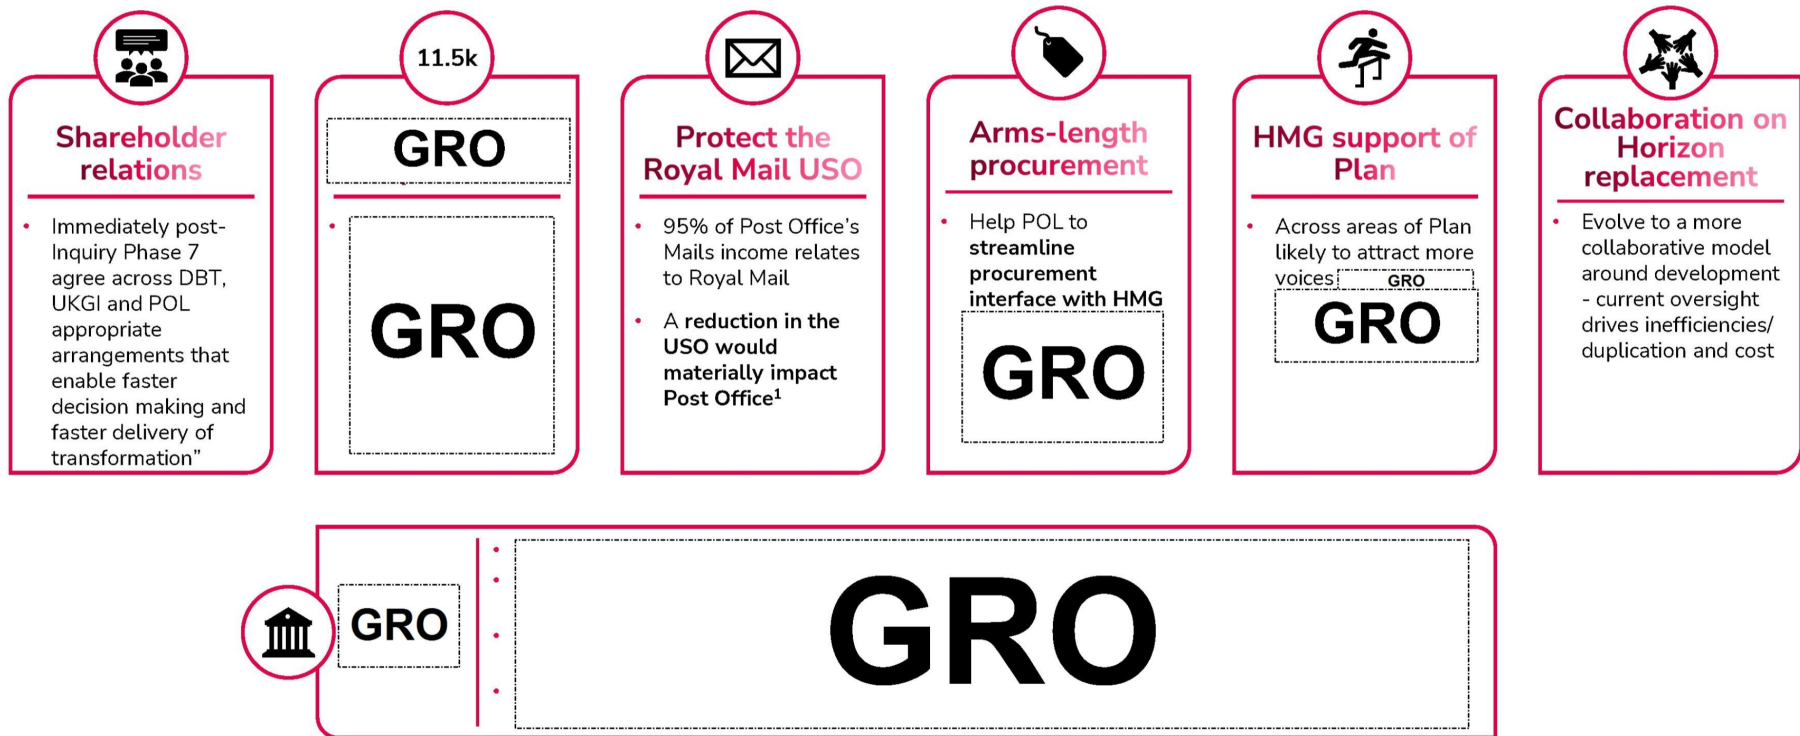 Shareholder
relations
• Immediately post-
Inquiry Phase 7
agree across DBT,
UKGI and POL
appropriate
arrangements that
enable faster
decision making and
faster delivery of
transformation”
11.5k
GRO
• GRO
Protect the
Royal Mail USO
• 95% of Post Office’s
Mails income relates
to Royal Mail
• A reduction in the
USO would
materially impact
Post Office¹
Arms-length
procurement
• Help POL to
streamline
procurement
interface with HMG
GRO
HMG support of
Plan
• Across areas of Plan
likely to attract more
voices GRO
GRO
Collaboration on
Horizon
replacement
• Evolve to a more
collaborative model
around development
- current oversight
drives inefficiencies/
duplication and cost
GRO
GRO